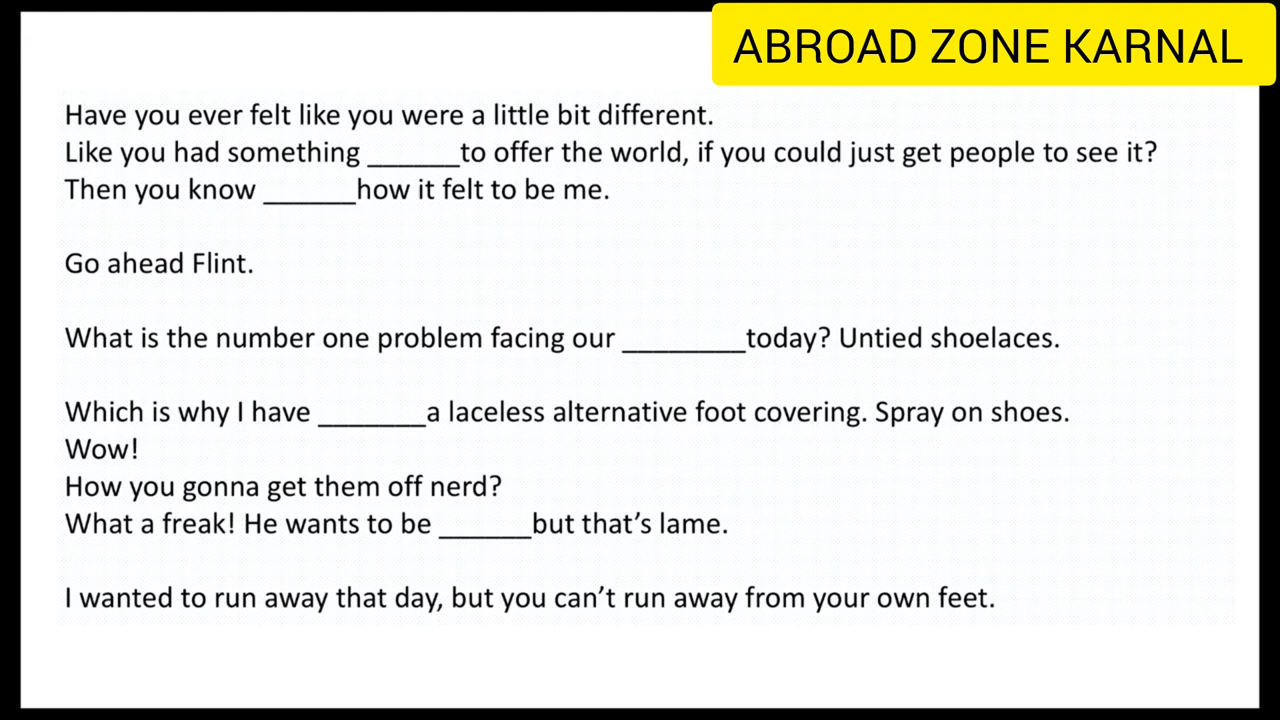 ABROAD ZONE KARNAL
Have you ever felt like you were a little bit different.
Like you had something ______to offer the world, if you could just get people to see it?
Then you know ______how it felt to be me.
Go ahead Flint.
What is the number one problem facing our ________today? Untied shoelaces.
Which is why I have _______a laceless alternative foot covering. Spray on shoes.
Wow!
How you gonna get them off nerd?
What a freak! He wants to be ______but that’s lame.
I wanted to run away that day, but you can’t run away from your own feet.